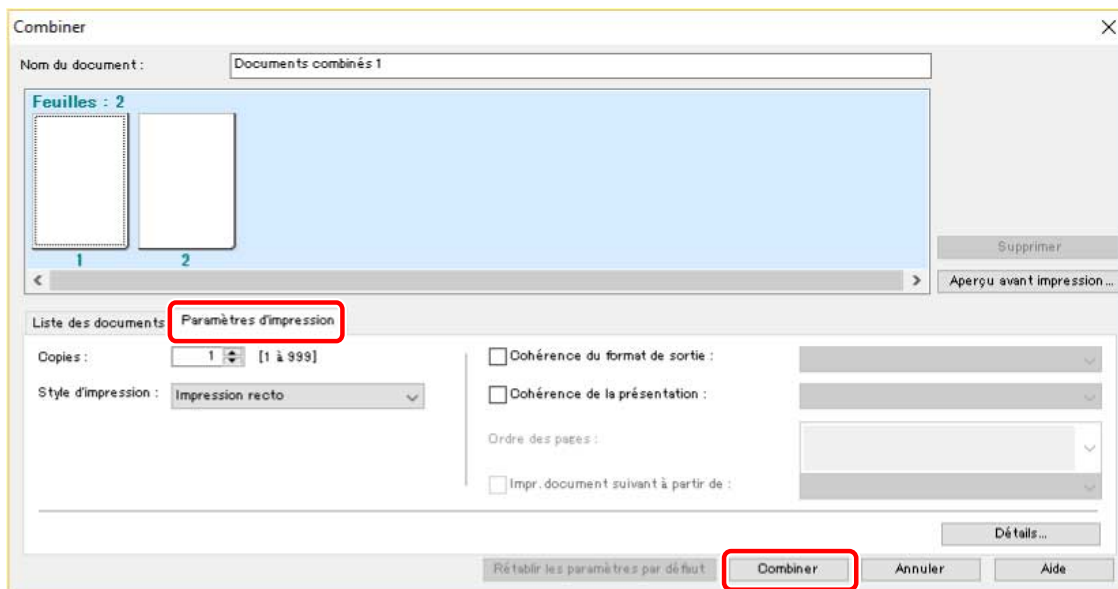 Combiner
Nom du document :
Documents combinés 1
Feuilles : 2
1
2
Supprimer
Aperçu avant impression ...
Liste des documents
Paramètres d'impression
Copies :
1
[1 à 999]
Style d'impression :
Impression recto
Cohérence du format de sortie :
Cohérence de la présentation :
Ordre des pages :
Impr. document suivant à partir de :
Détails...
Rétablir les paramètres par défaut
Combiner
Annuler
Aide